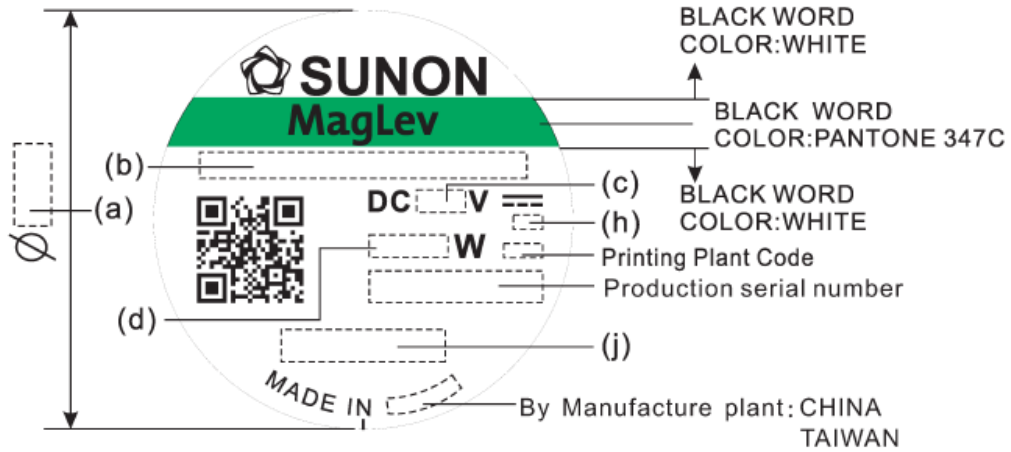 BLACK WORD
COLOR:WHITE
SUNON
MagLev
BLACK WORD
COLOR:PANTONE 347C
(b)
(a)
DC V
(c)
BLACK WORD
COLOR:WHITE
(h)
Ø
W
Printing Plant Code
Production serial number
(d)
(j)
MADE IN
By Manufacture plant: CHINA
TAIWAN